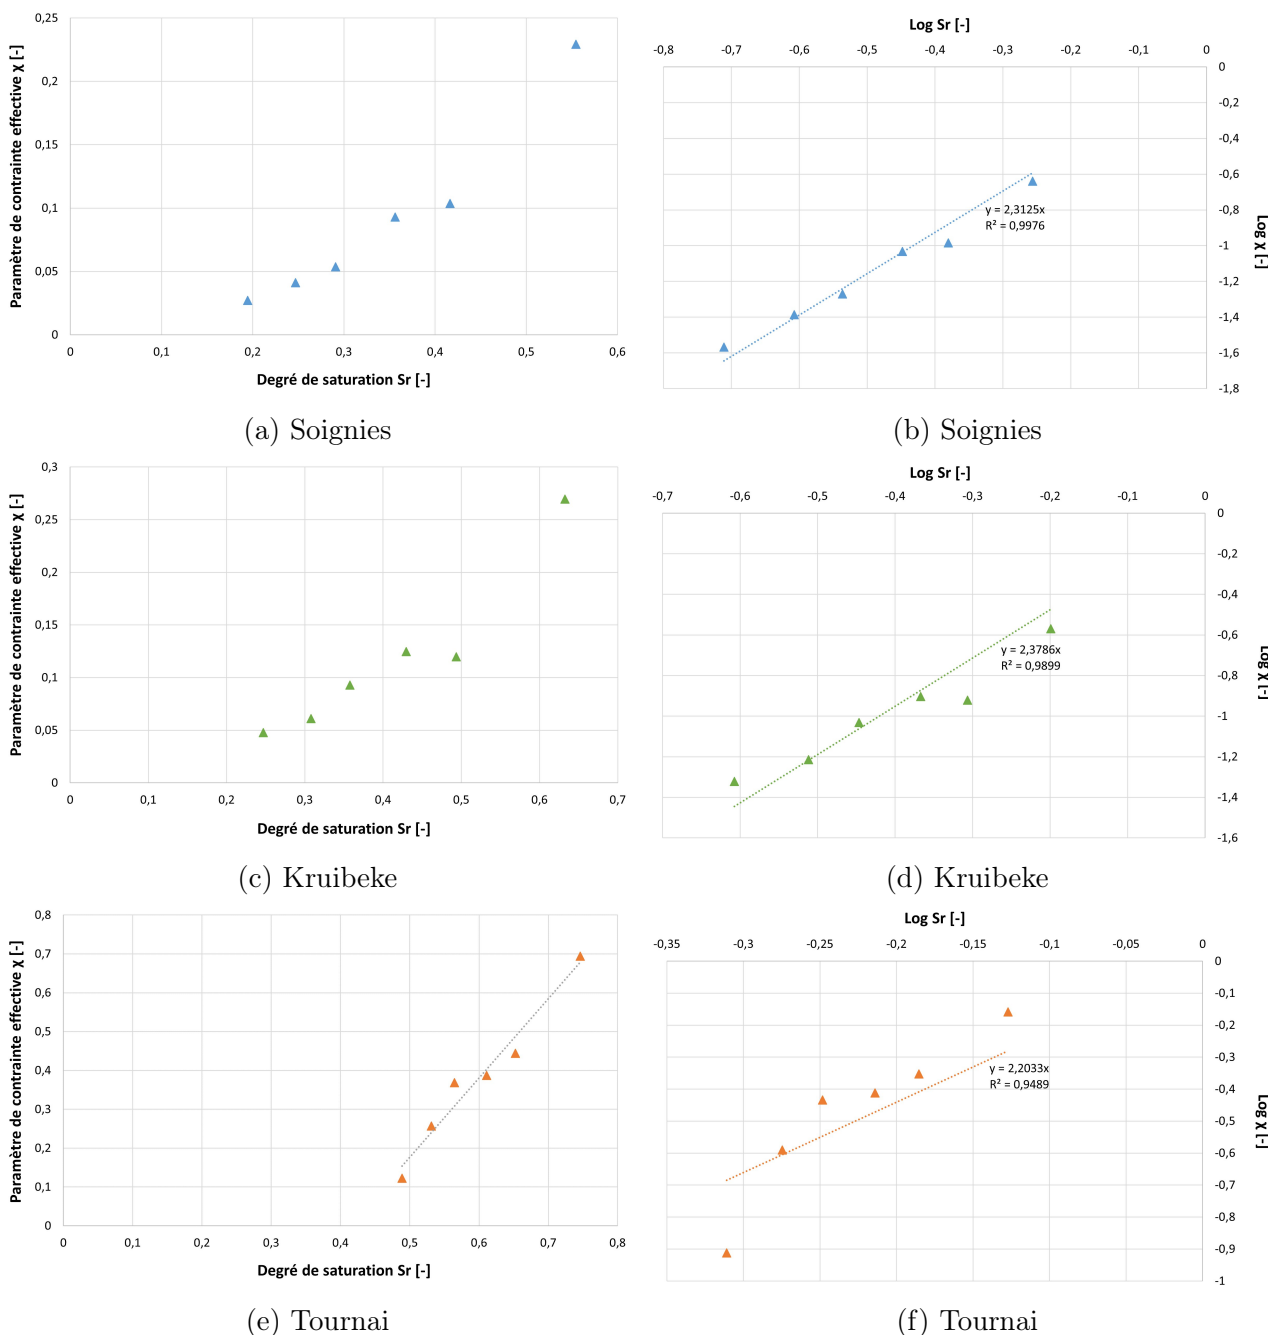 0,25
0,2
0,15
0,1
0,05
0
Paramètre de contrainte effective χ [-]
0 0,1 0,2 0,3 0,4 0,5 0,6
Degré de saturation Sr [-]
(a) Soignies
Log Sr [-]
-0,8 -0,7 -0,6 -0,5 -0,4 -0,3 -0,2 -0,1 0
0
-0,2
-0,4
-0,6
-0,8
-1
-1,2
-1,4
-1,6
-1,8
Log χ [-]
y = 2,3125x
R² = 0,9976
(b) Soignies
0,3
0,25
0,2
0,15
0,1
0,05
0
Paramètre de contrainte effective χ [-]
0 0,1 0,2 0,3 0,4 0,5 0,6 0,7
Degré de saturation Sr [-]
(c) Kruibeke
Log Sr [-]
-0,7 -0,6 -0,5 -0,4 -0,3 -0,2 -0,1 0
0
-0,2
-0,4
-0,6
-0,8
-1
-1,2
-1,4
-1,6
Log χ [-]
y = 2,3786x
R² = 0,9899
(d) Kruibeke
0,8
0,7
0,6
0,5
0,4
0,3
0,2
0,1
0
Paramètre de contrainte effective χ [-]
0 0,1 0,2 0,3 0,4 0,5 0,6 0,7 0,8
Degré de saturation Sr [-]
(e) Tournai
Log Sr [-]
-0,35 -0,3 -0,25 -0,2 -0,15 -0,1 -0,05 0
0
-0,1
-0,2
-0,3
-0,4
-0,5
-0,6
-0,7
-0,8
-0,9
-1
Log χ [-]
y = 2,2033x
R² = 0,9489
(f) Tournai